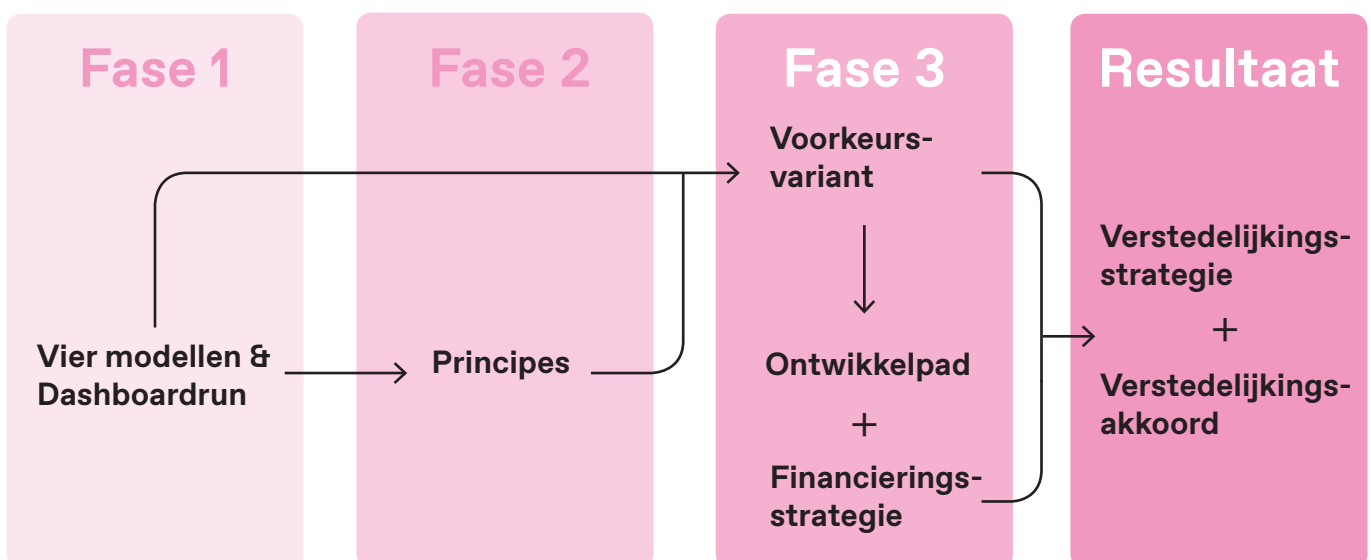 Fase 1
Vier modellen &
Dashboardrun
Fase 2
Principes
Fase 3
Voorkeurs-
variant
Ontwikkelpad
+
Financierings-
strategie
Resultaat
Verstedelijkings-
strategie
+
Verstedelijkings-
akkoord